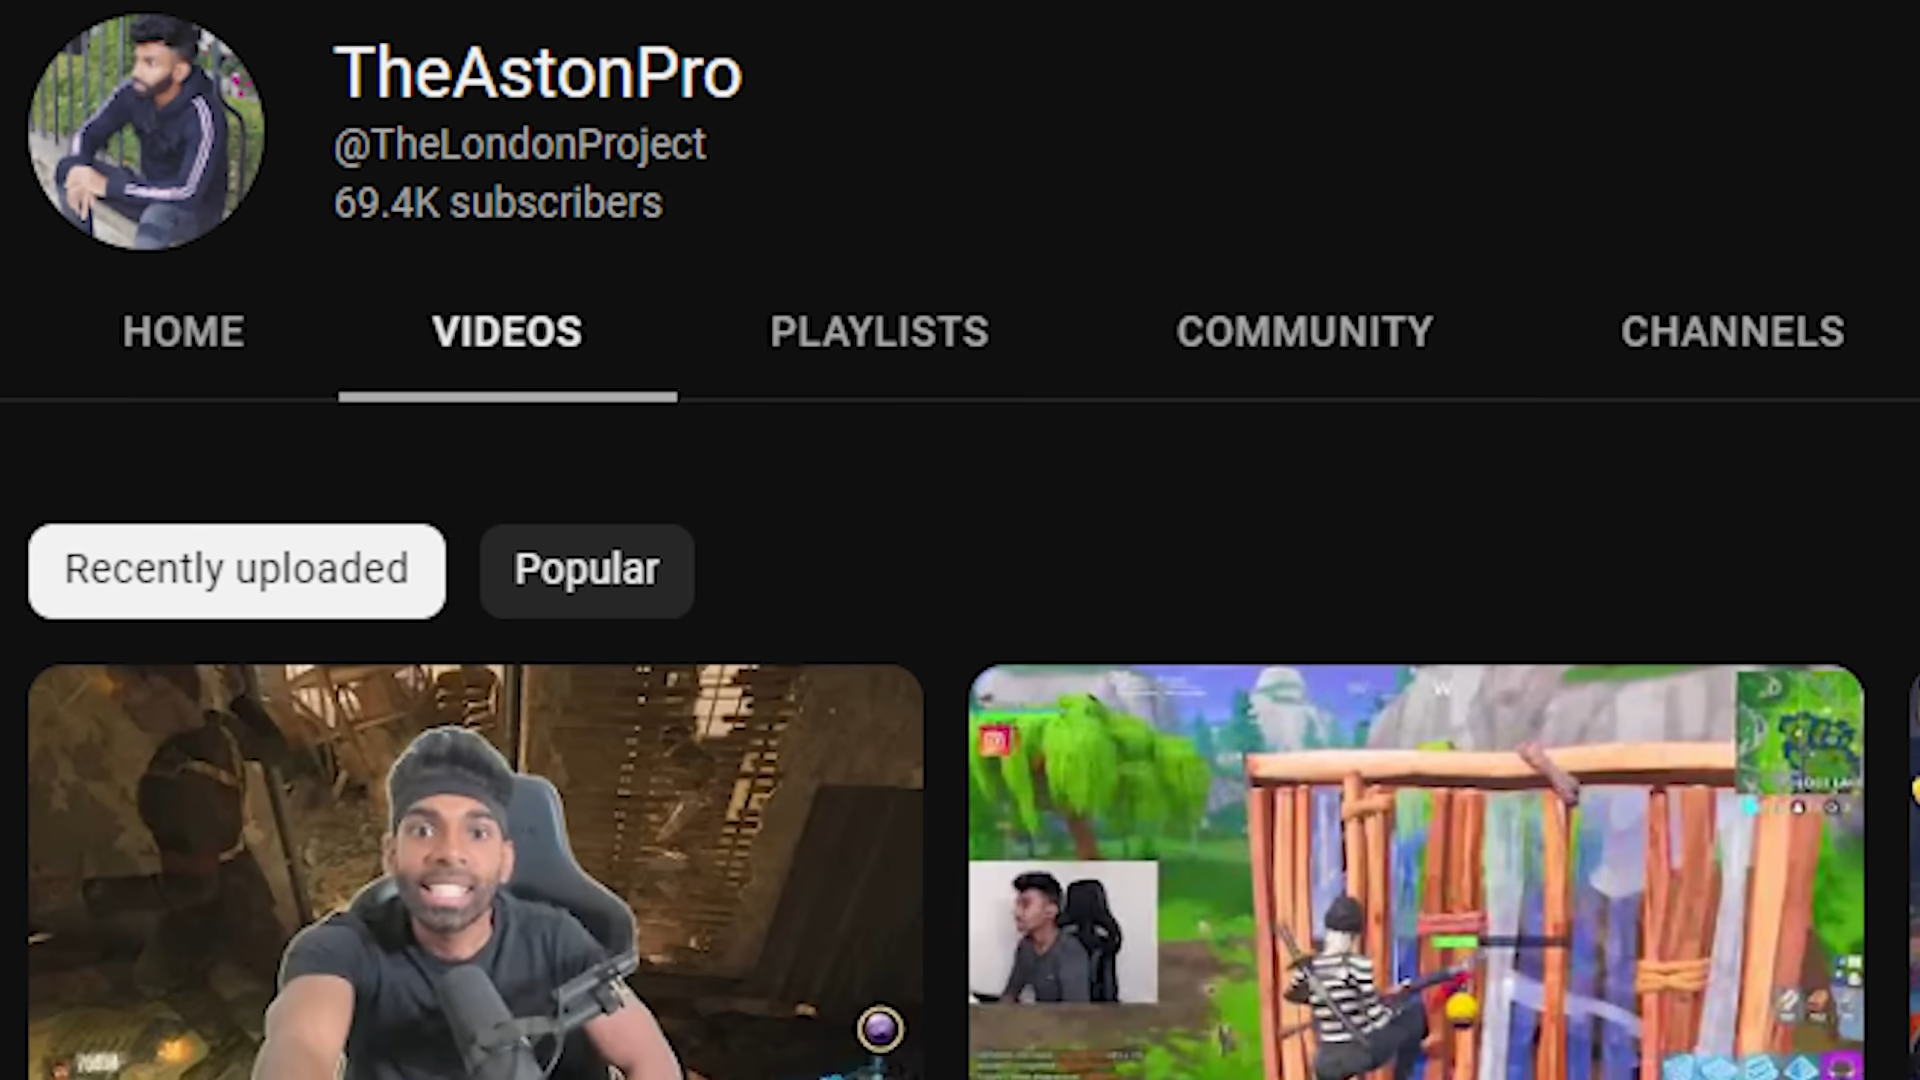 TheAstonPro
@TheLondonProject
69.4K subscribers
HOME VIDEOS PLAYLISTS COMMUNITY CHANNELS
Recently uploaded Popular
W